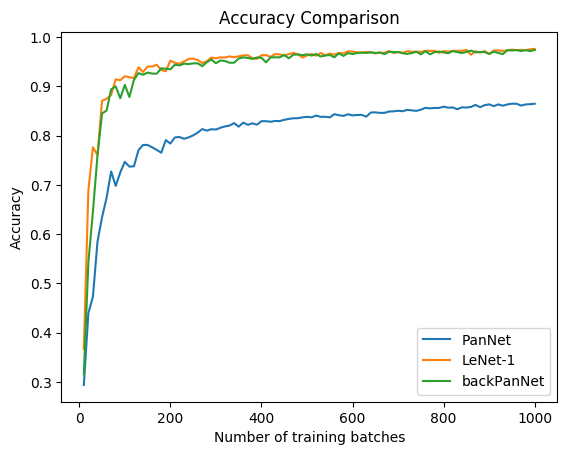 Accuracy Comparison
Accuracy
1.0
0.9
0.8
0.7
0.6
0.5
0.4
0.3
0
200
400
600
800
1000
Number of training batches
PanNet
LeNet-1
backPanNet